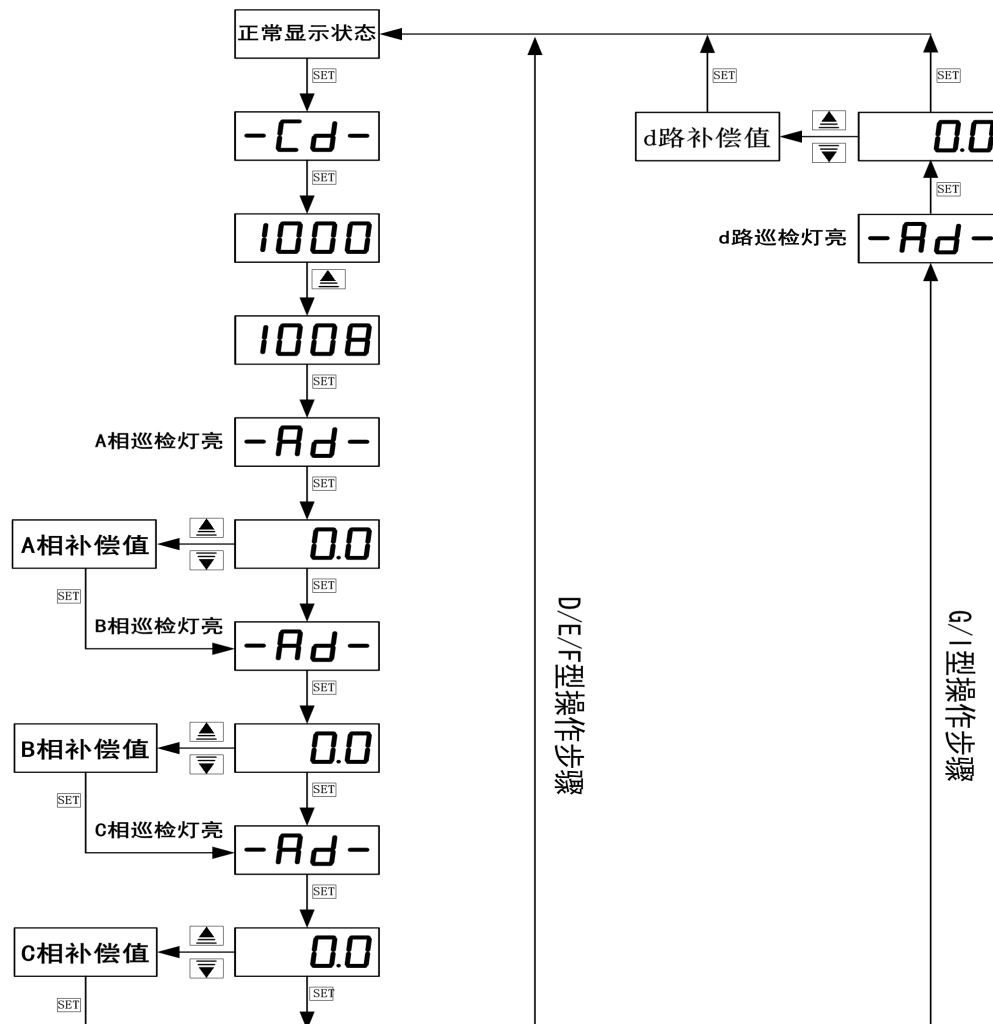 正常显示状态
SET
-Cd-
SET
1000
1008
SET
A相巡检灯亮
-Ad-
SET
A相补偿值
0.0
SET
SET
B相巡检灯亮
-Ad-
SET
B相补偿值
0.0
SET
SET
C相巡检灯亮
-Ad-
SET
C相补偿值
0.0
SET
SET
D/E/F型操作步骤
SET
SET
d路补偿值
0.0
SET
d路巡检灯亮
-Ad-
G/I型操作步骤